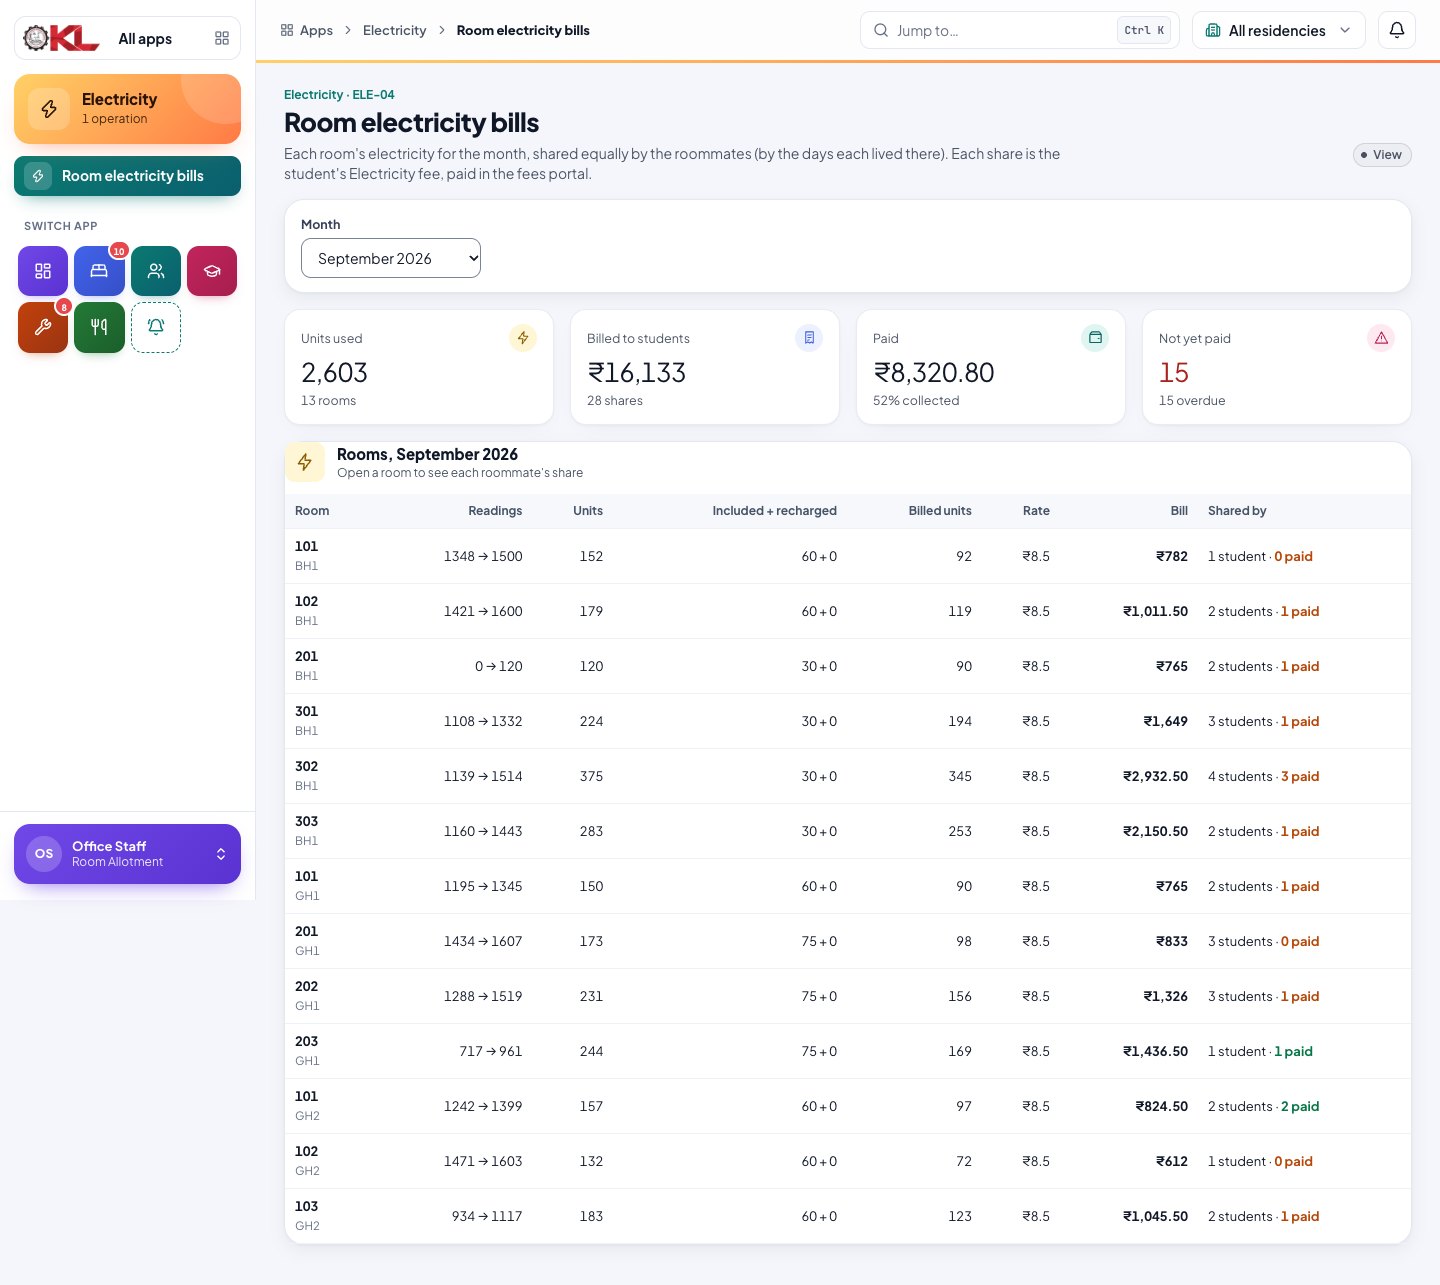 KL All apps
Apps > Electricity > Room electricity bills
Jump to... Ctrl K
All residencies
Electricity
1 operation
Room electricity bills
SWITCH APP
10
8
Electricity · ELE-04
Room electricity bills
Each room's electricity for the month, shared equally by the roommates (by the days each lived there). Each share is the
student's Electricity fee, paid in the fees portal.
View
Month
September 2026
Units used
2,603
13 rooms
Billed to students
₹16,133
28 shares
Paid
₹8,320.80
52% collected
Not yet paid
15
15 overdue
Rooms, September 2026
Open a room to see each roommate's share
Room Readings Units Included + recharged Billed units Rate Bill Shared by
101 BH1 1348 → 1500 152 60 + 0 92 ₹8.5 ₹782 1 student · 0 paid
102 BH1 1421 → 1600 179 60 + 0 119 ₹8.5 ₹1,011.50 2 students · 1 paid
201 BH1 0 → 120 120 30 + 0 90 ₹8.5 ₹765 2 students · 1 paid
301 BH1 1108 → 1332 224 30 + 0 194 ₹8.5 ₹1,649 3 students · 1 paid
302 BH1 1139 → 1514 375 30 + 0 345 ₹8.5 ₹2,932.50 4 students · 3 paid
303 BH1 1160 → 1443 283 30 + 0 253 ₹8.5 ₹2,150.50 2 students · 1 paid
101 GH1 1195 → 1345 150 60 + 0 90 ₹8.5 ₹765 2 students · 1 paid
201 GH1 1434 → 1607 173 75 + 0 98 ₹8.5 ₹833 3 students · 0 paid
202 GH1 1288 → 1519 231 75 + 0 156 ₹8.5 ₹1,326 3 students · 1 paid
203 GH1 717 → 961 244 75 + 0 169 ₹8.5 ₹1,436.50 1 student · 1 paid
101 GH2 1242 → 1399 157 60 + 0 97 ₹8.5 ₹824.50 2 students · 2 paid
102 GH2 1471 → 1603 132 60 + 0 72 ₹8.5 ₹612 1 student · 0 paid
103 GH2 934 → 1117 183 60 + 0 123 ₹8.5 ₹1,045.50 2 students · 1 paid
OS Office Staff
Room Allotment